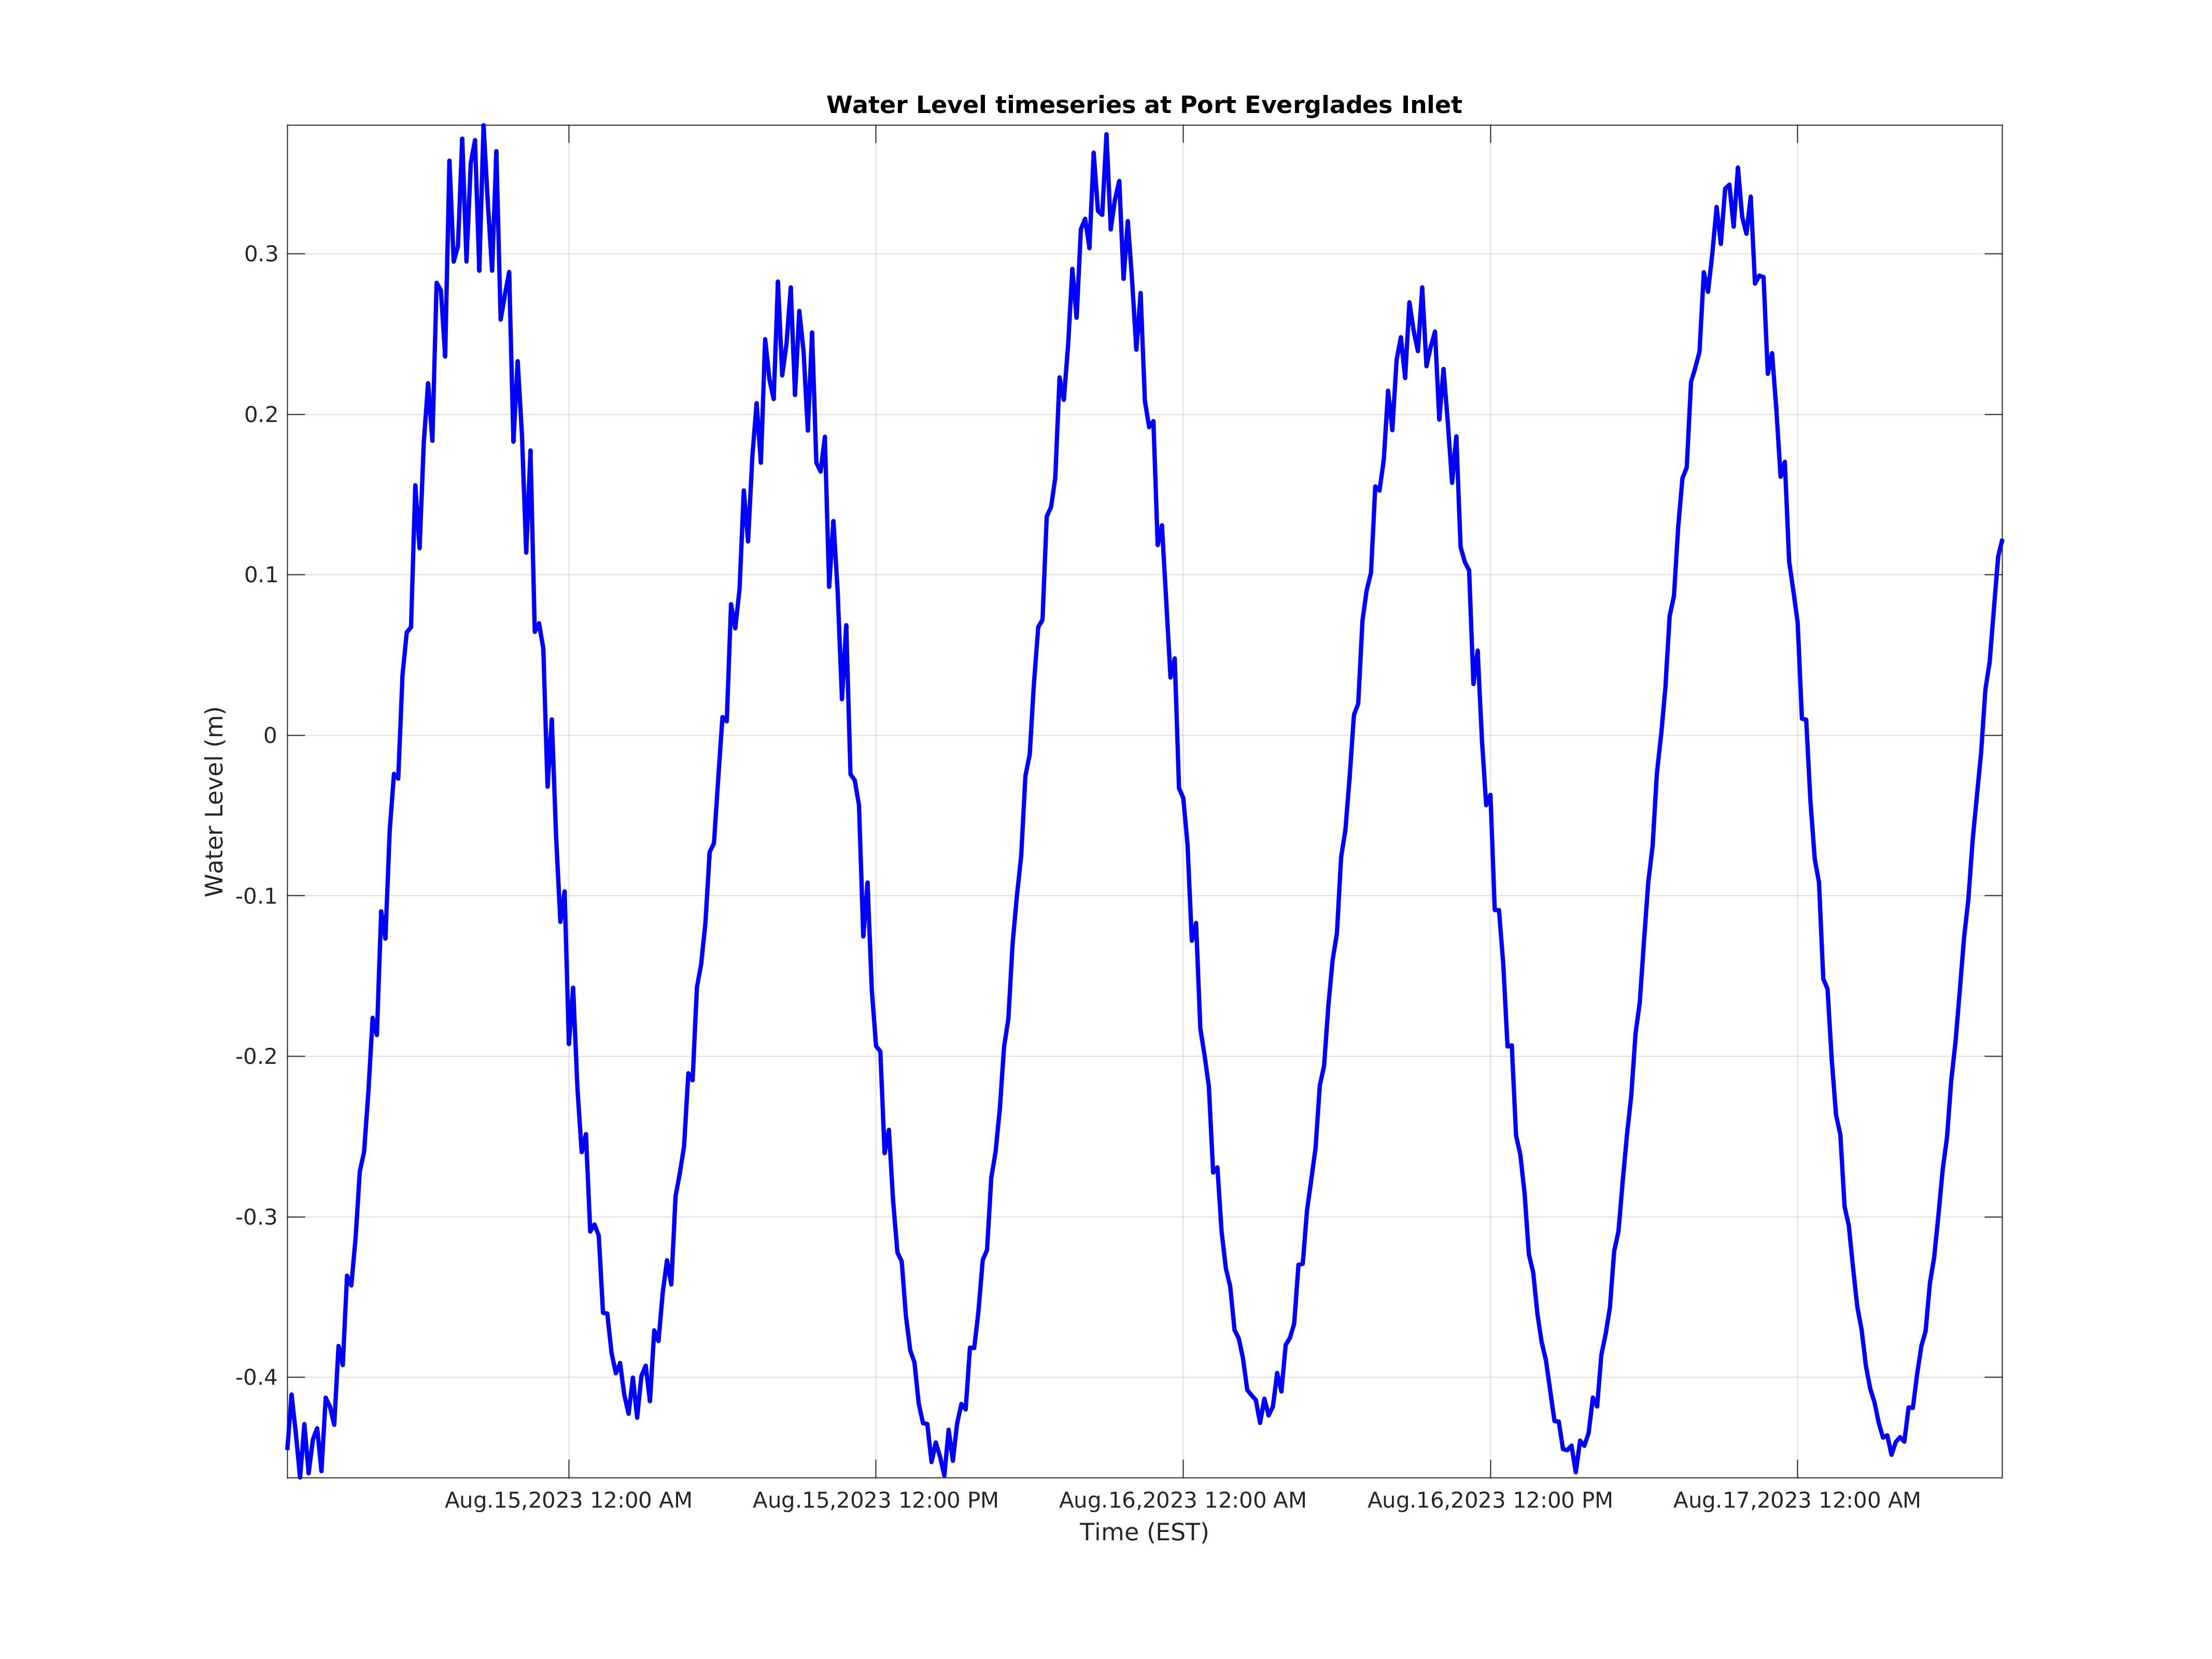 Water Level timeseries at Port Everglades Inlet
0.3
0.2
0.1
0
-0.1
-0.2
-0.3
-0.4
Water Level (m)
Aug.15,2023 12:00 AM
Aug.15,2023 12:00 PM
Aug.16,2023 12:00 AM
Aug.16,2023 12:00 PM
Aug.17,2023 12:00 AM
Time (EST)